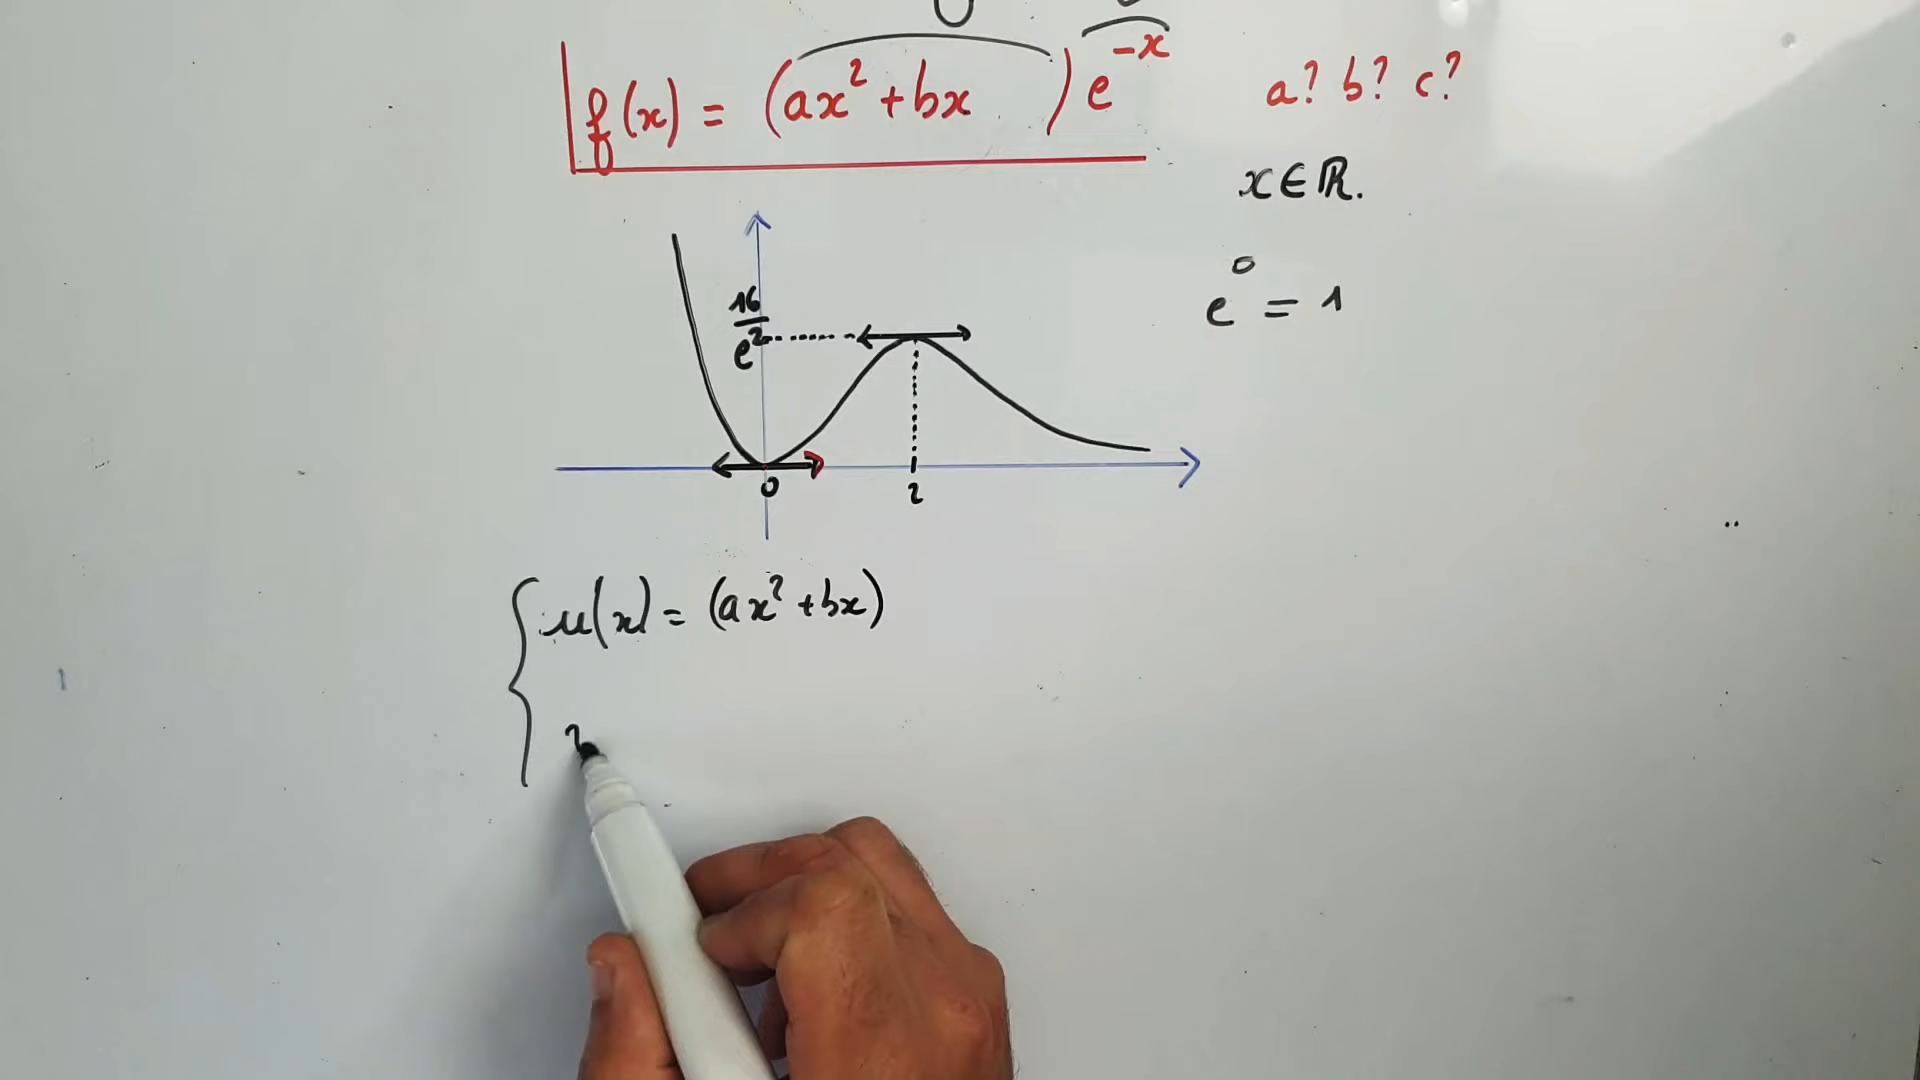 f(x) = (ax² + bx ) e⁻ˣ a? b? c?
x ∈ ℝ.
e⁰ = 1
16/e²
0 2
u(x) = (ax² + bx)